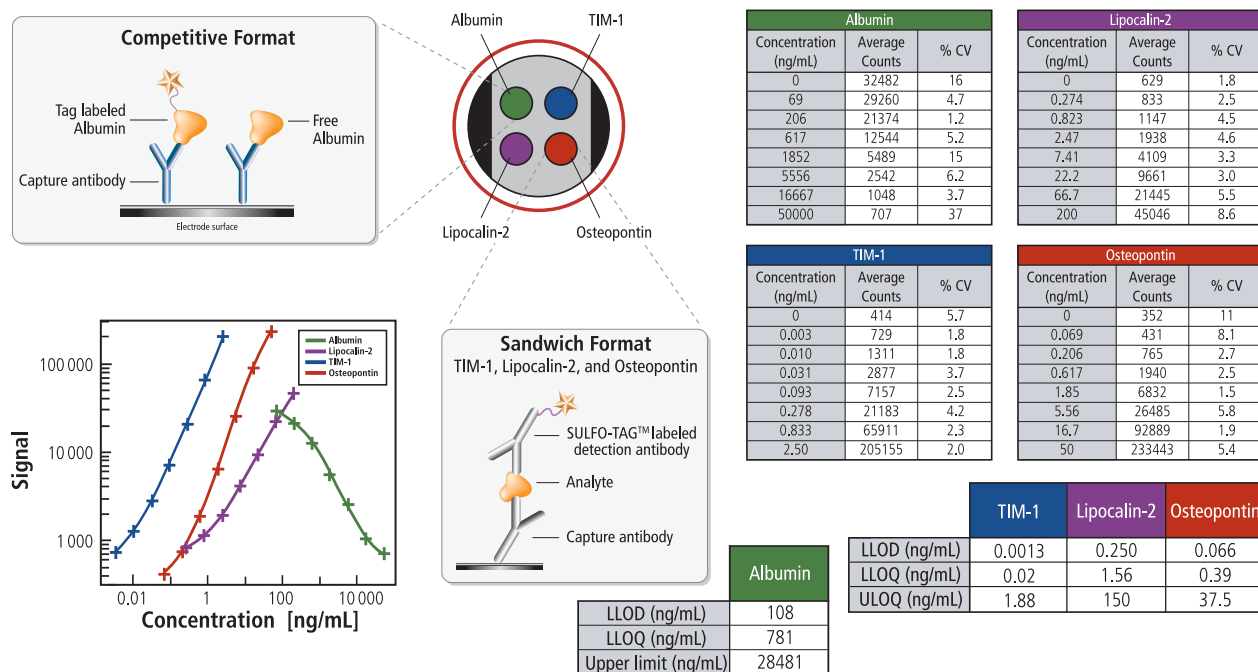 Competitive Format
Tag labeled
Albumin
Free
Albumin
Capture antibody
Electrode surface
Albumin
TIM-1
Lipocalin-2
Osteopontin
Albumin
Concentration (ng/mL) Average Counts % CV
0 32482 16
69 29260 4.7
206 21374 1.2
617 12544 5.2
1852 5489 15
5556 2542 6.2
16667 1048 3.7
50000 707 37
Lipocalin-2
Concentration (ng/mL) Average Counts % CV
0 629 1.8
0.274 833 2.5
0.823 1147 4.5
2.47 1938 4.6
7.41 4109 3.3
22.2 9661 3.0
66.7 21445 5.5
200 45046 8.6
TIM-1
Concentration (ng/mL) Average Counts % CV
0 414 5.7
0.003 729 1.8
0.010 1311 1.8
0.031 2877 3.7
0.093 7157 2.5
0.278 21183 4.2
0.833 65911 2.3
2.50 205155 2.0
Osteopontin
Concentration (ng/mL) Average Counts % CV
0 352 11
0.069 431 8.1
0.206 765 2.7
0.617 1940 2.5
1.85 6832 1.5
5.56 26485 5.8
16.7 92889 1.9
50 233443 5.4
Signal
100 000
10 000
1 000
0.01 1 100 10 000
Concentration [ng/mL]
Albumin
Lipocalin-2
TIM-1
Osteopontin
Sandwich Format
TIM-1, Lipocalin-2, and Osteopontin
SULFO-TAG™ labeled
detection antibody
Analyte
Capture antibody
Albumin
LLOD (ng/mL) 108
LLOQ (ng/mL) 781
Upper limit (ng/mL) 28481
TIM-1 Lipocalin-2 Osteopontin
LLOD (ng/mL) 0.0013 0.250 0.066
LLOQ (ng/mL) 0.02 1.56 0.39
ULOQ (ng/mL) 1.88 150 37.5